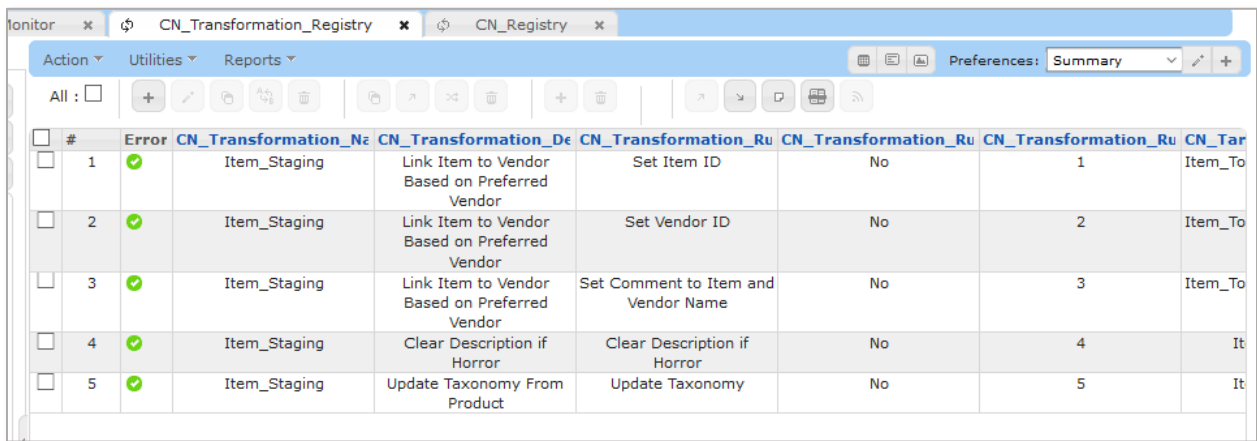 lonitor CN_Transformation_Registry CN_Registry
Action Utilities Reports Preferences: Summary
All :
# Error CN_Transformation_Na CN_Transformation_De CN_Transformation_Ru CN_Transformation_Ru CN_Transformation_Ru CN_Tar
1 Item_Staging Link Item to Vendor Set Item ID No 1 Item_To
Based on Preferred
Vendor
2 Item_Staging Link Item to Vendor Set Vendor ID No 2 Item_To
Based on Preferred
Vendor
3 Item_Staging Link Item to Vendor Set Comment to Item and No 3 Item_To
Based on Preferred Vendor Name
Vendor
4 Item_Staging Clear Description if Clear Description if No 4 It
Horror Horror
5 Item_Staging Update Taxonomy From Update Taxonomy No 5 It
Product